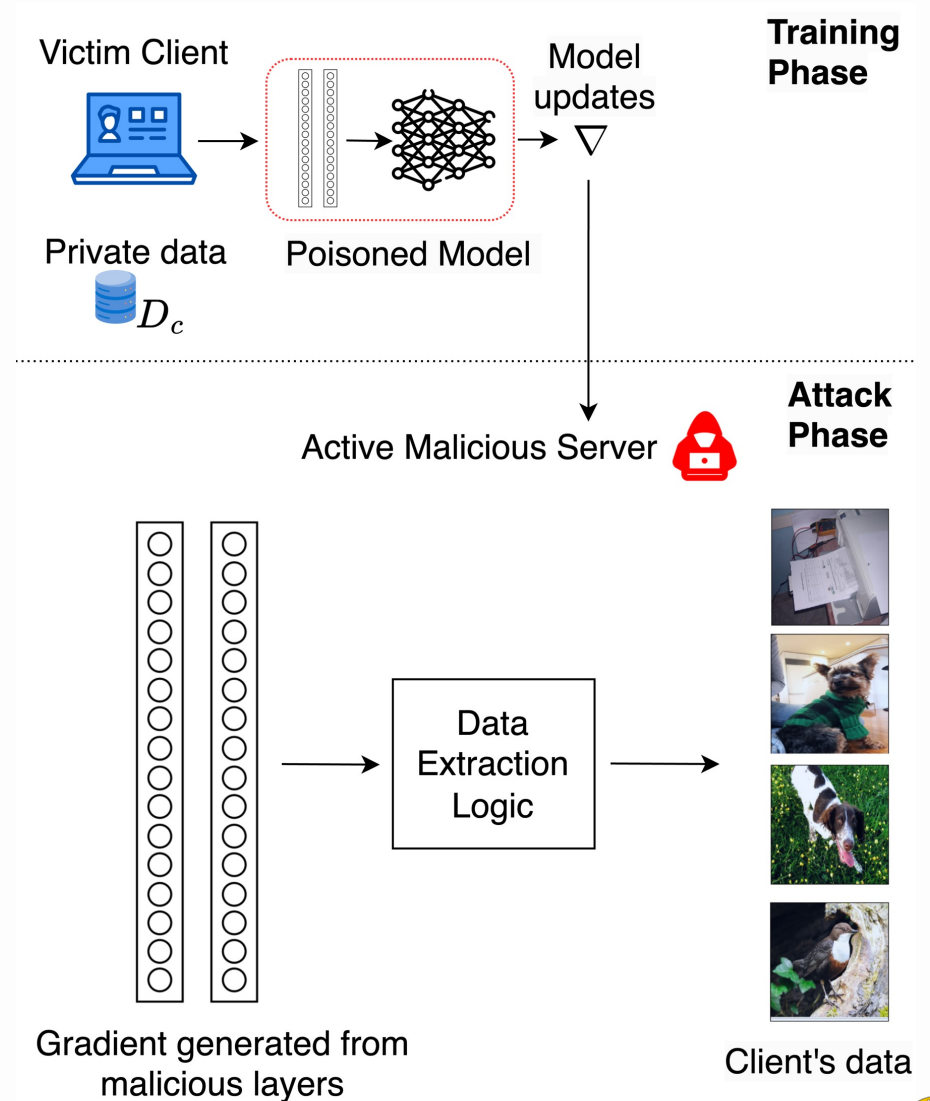 Victim Client
Model
updates
Training
Phase
Private data
D_c
Poisoned Model
Attack
Phase
Active Malicious Server
Data
Extraction
Logic
Gradient generated from
malicious layers
Client's data